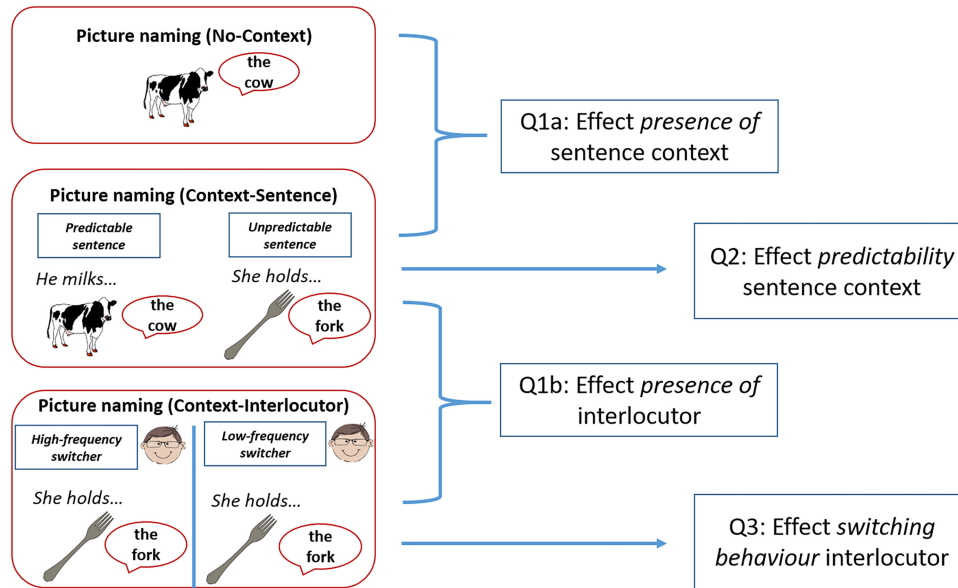 Picture naming (No-Context)
the
cow
Q1a: Effect presence of
sentence context
Picture naming (Context-Sentence)
Predictable
sentence
Unpredictable
sentence
He milks...
She holds...
the
cow
the
fork
Q2: Effect predictability
sentence context
Q1b: Effect presence of
interlocutor
Picture naming (Context-Interlocutor)
High-frequency
switcher
Low-frequency
switcher
She holds...
She holds...
the
fork
the
fork
Q3: Effect switching
behaviour interlocutor